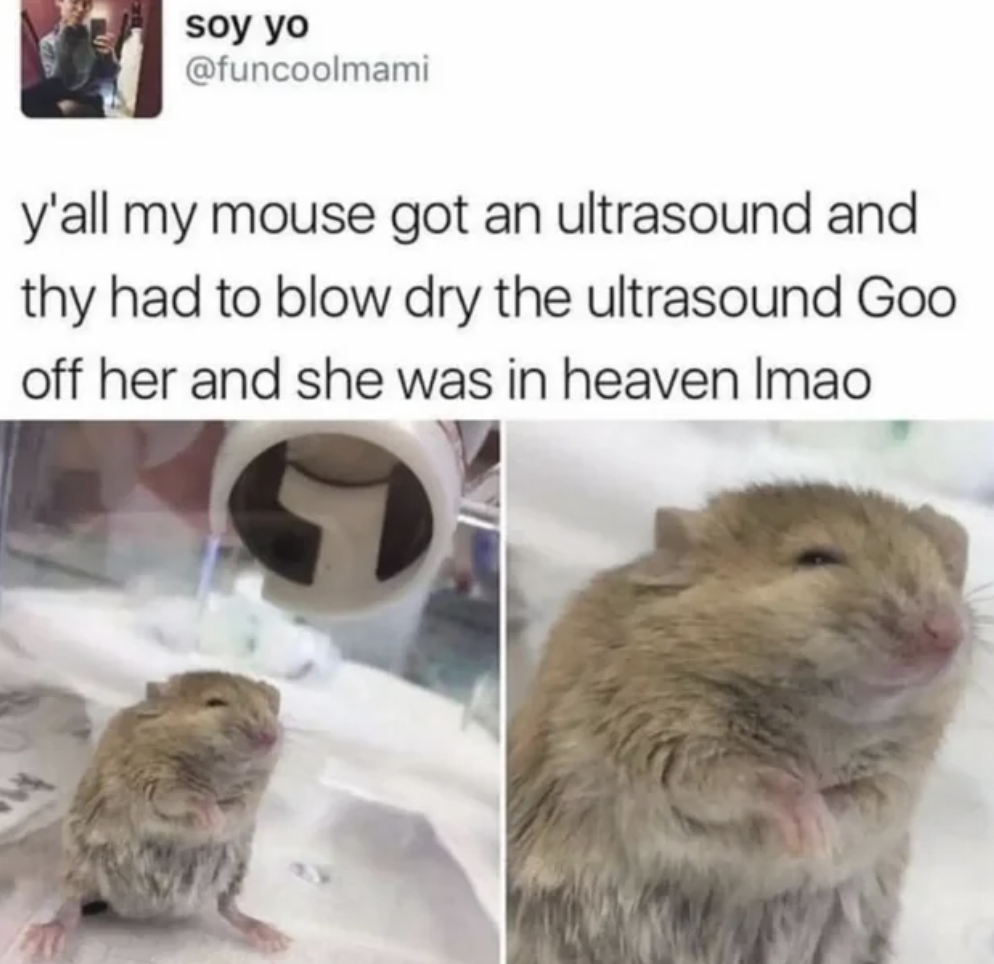 soy yo
@funcoolmami
y'all my mouse got an ultrasound and
thy had to blow dry the ultrasound Goo
off her and she was in heaven lmao